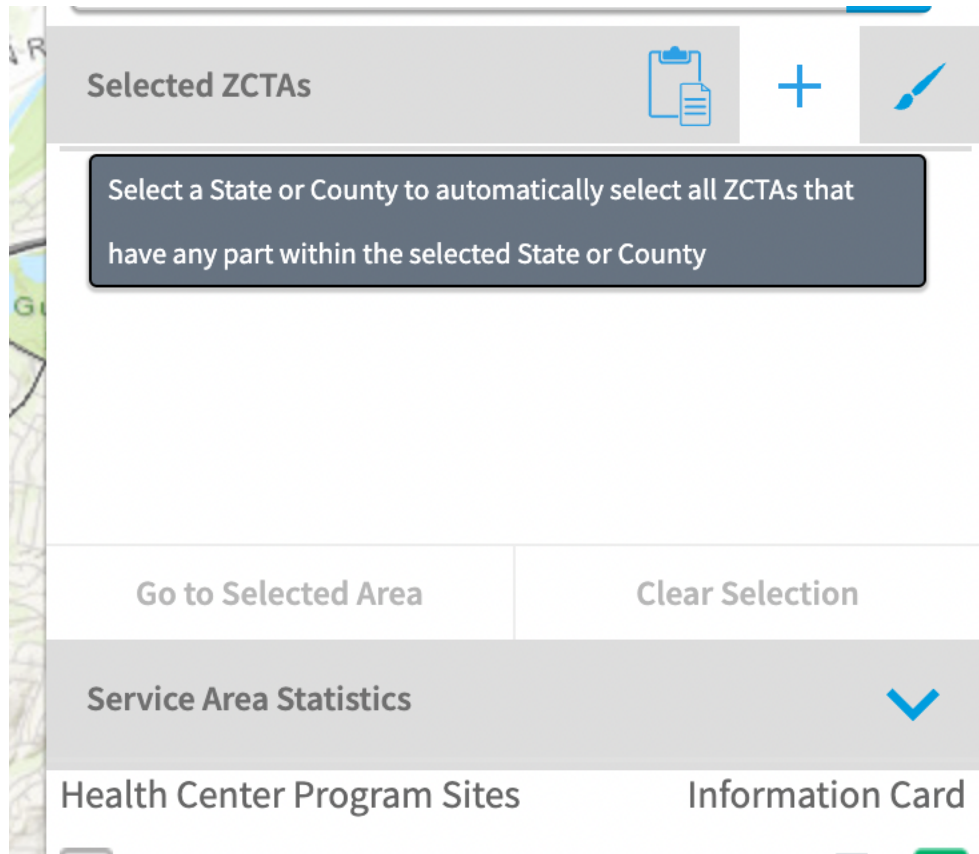 Selected ZCTAs
Select a State or County to automatically select all ZCTAs that
have any part within the selected State or County
Go to Selected Area
Clear Selection
Service Area Statistics
Health Center Program Sites
Information Card